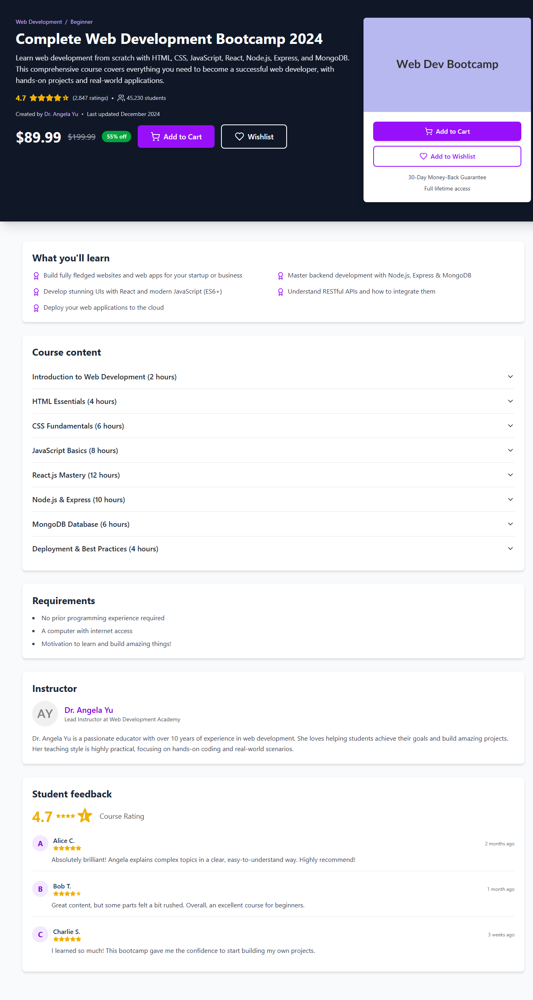 Web Development / Beginner
Complete Web Development Bootcamp 2024
Learn web development from scratch with HTML, CSS, JavaScript, React, Node.js, Express, and MongoDB.
This comprehensive course covers everything you need to become a successful web developer, with
hands-on projects and real-world applications.
4.7 (2,847 ratings) • 45,230 students
Created by Dr. Angela Yu • Last updated December 2024
$89.99 $199.99 55% off Add to Cart Wishlist
Web Dev Bootcamp
Add to Cart
Add to Wishlist
30-Day Money-Back Guarantee
Full lifetime access
What you'll learn
Build fully fledged websites and web apps for your startup or business
Master backend development with Node.js, Express & MongoDB
Develop stunning UIs with React and modern JavaScript (ES6+)
Understand RESTful APIs and how to integrate them
Deploy your web applications to the cloud
Course content
Introduction to Web Development (2 hours)
HTML Essentials (4 hours)
CSS Fundamentals (6 hours)
JavaScript Basics (8 hours)
React.js Mastery (12 hours)
Node.js & Express (10 hours)
MongoDB Database (6 hours)
Deployment & Best Practices (4 hours)
Requirements
• No prior programming experience required
• A computer with internet access
• Motivation to learn and build amazing things!
Instructor
AY
Dr. Angela Yu
Lead Instructor at Web Development Academy
Dr. Angela Yu is a passionate educator with over 10 years of experience in web development. She loves helping students achieve their goals and build amazing projects.
Her teaching style is highly practical, focusing on hands-on coding and real-world scenarios.
Student feedback
4.7 Course Rating
A
Alice C.
2 months ago
Absolutely brilliant! Angela explains complex topics in a clear, easy-to-understand way. Highly recommend!
B
Bob T.
1 month ago
Great content, but some parts felt a bit rushed. Overall, an excellent course for beginners.
C
Charlie S.
3 weeks ago
I learned so much! This bootcamp gave me the confidence to start building my own projects.